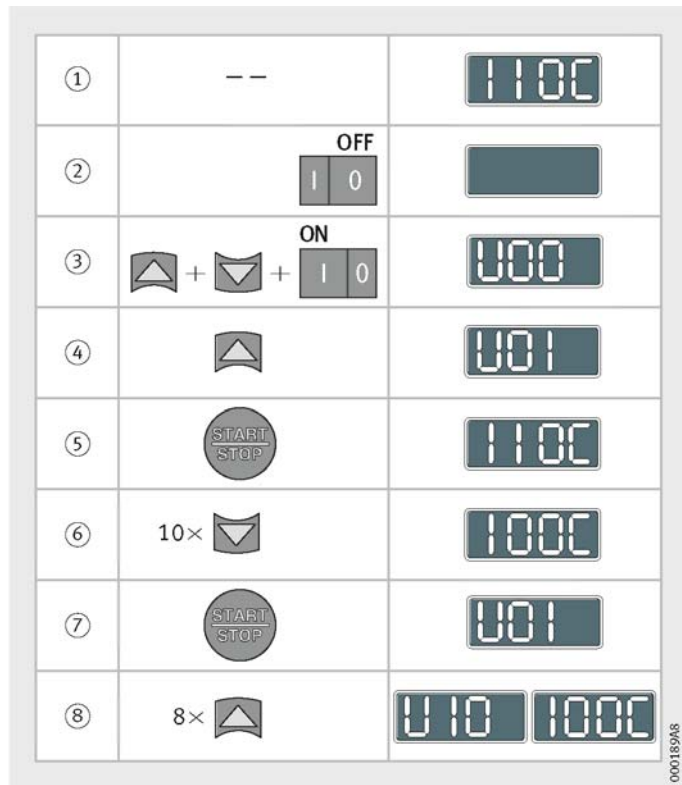 ① -- 110C
② OFF
I 0
③ + + ON
I 0 U00
④ U01
⑤ START
STOP 110C
⑥ 10× 100C
⑦ START
STOP U01
⑧ 8× U10 100C
000189A8